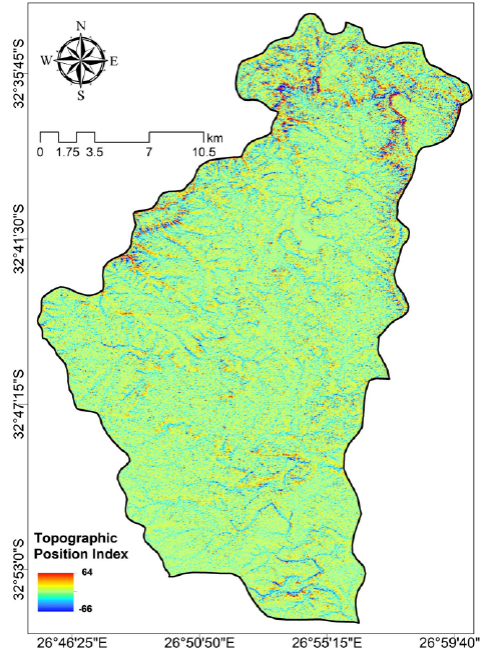 N
W E
S
km
0 1.75 3.5 7 10.5
32°35'45"S
32°41'30"S
32°47'15"S
32°53'0"S
Topographic
Position Index
64
-66
26°46'25"E 26°50'50"E 26°55'15"E 26°59'40"E